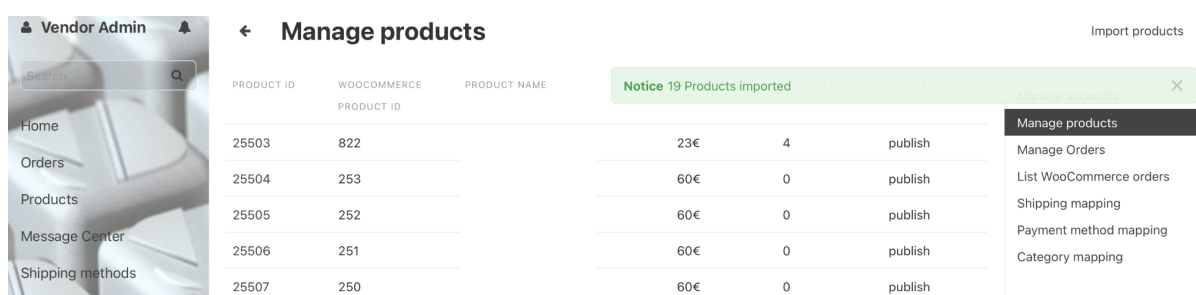 Vendor Admin
Search
Home
Orders
Products
Message Center
Shipping methods
Manage products
Import products
PRODUCT ID WOOCOMMERCE PRODUCT ID PRODUCT NAME
Notice 19 Products imported
25503 822 23€ 4 publish
25504 253 60€ 0 publish
25505 252 60€ 0 publish
25506 251 60€ 0 publish
25507 250 60€ 0 publish
Manage accounts
Manage products
Manage Orders
List WooCommerce orders
Shipping mapping
Payment method mapping
Category mapping